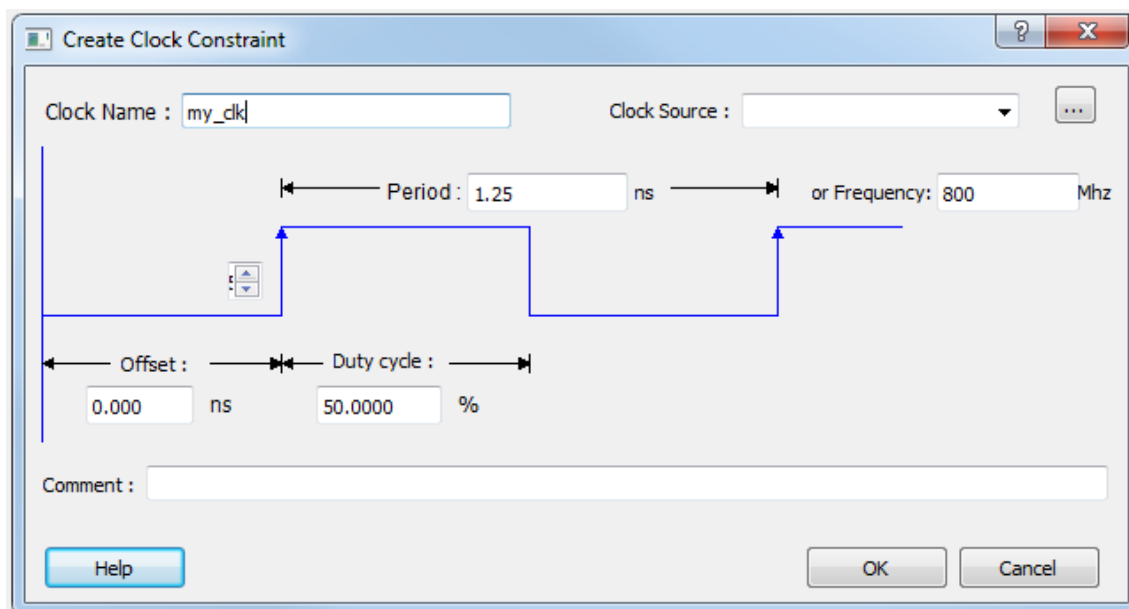 Create Clock Constraint
Clock Name : my_clk Clock Source : ...
Period : 1.25 ns or Frequency: 800 Mhz
Offset : Duty cycle :
0.000 ns 50.0000 %
Comment :
Help OK Cancel